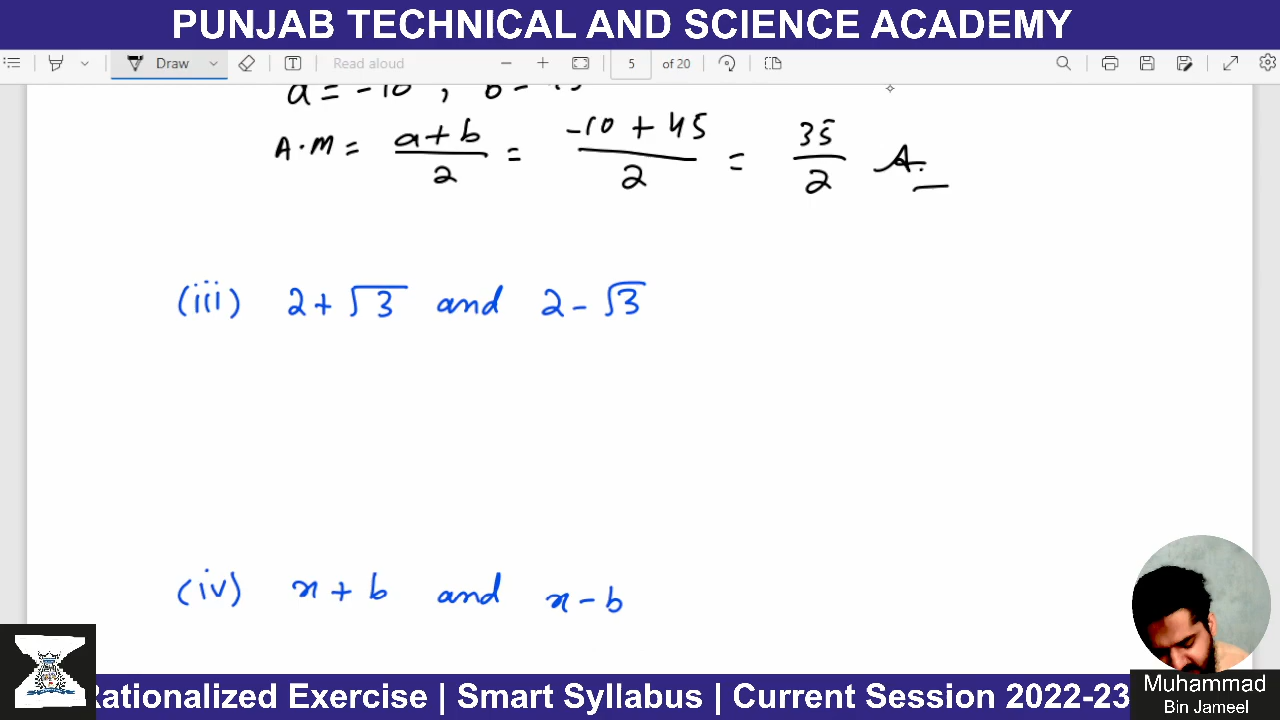 PUNJAB TECHNICAL AND SCIENCE ACADEMY
Draw Read aloud 5 of 20
a = -10 ,
A.M = a+b/2 = -10 + 45/2 = 35/2 A.
(iii) 2 + √3 and 2 - √3
(iv) x + b and x - b
Rationalized Exercise | Smart Syllabus | Current Session 2022-23
Muhammad
Bin Jameel